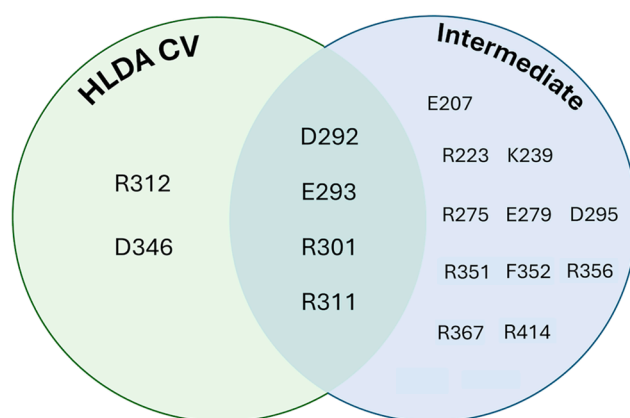 HLDA CV
R312
D346
D292
E293
R301
R311
Intermediate
E207
R223 K239
R275 E279 D295
R351 F352 R356
R367 R414